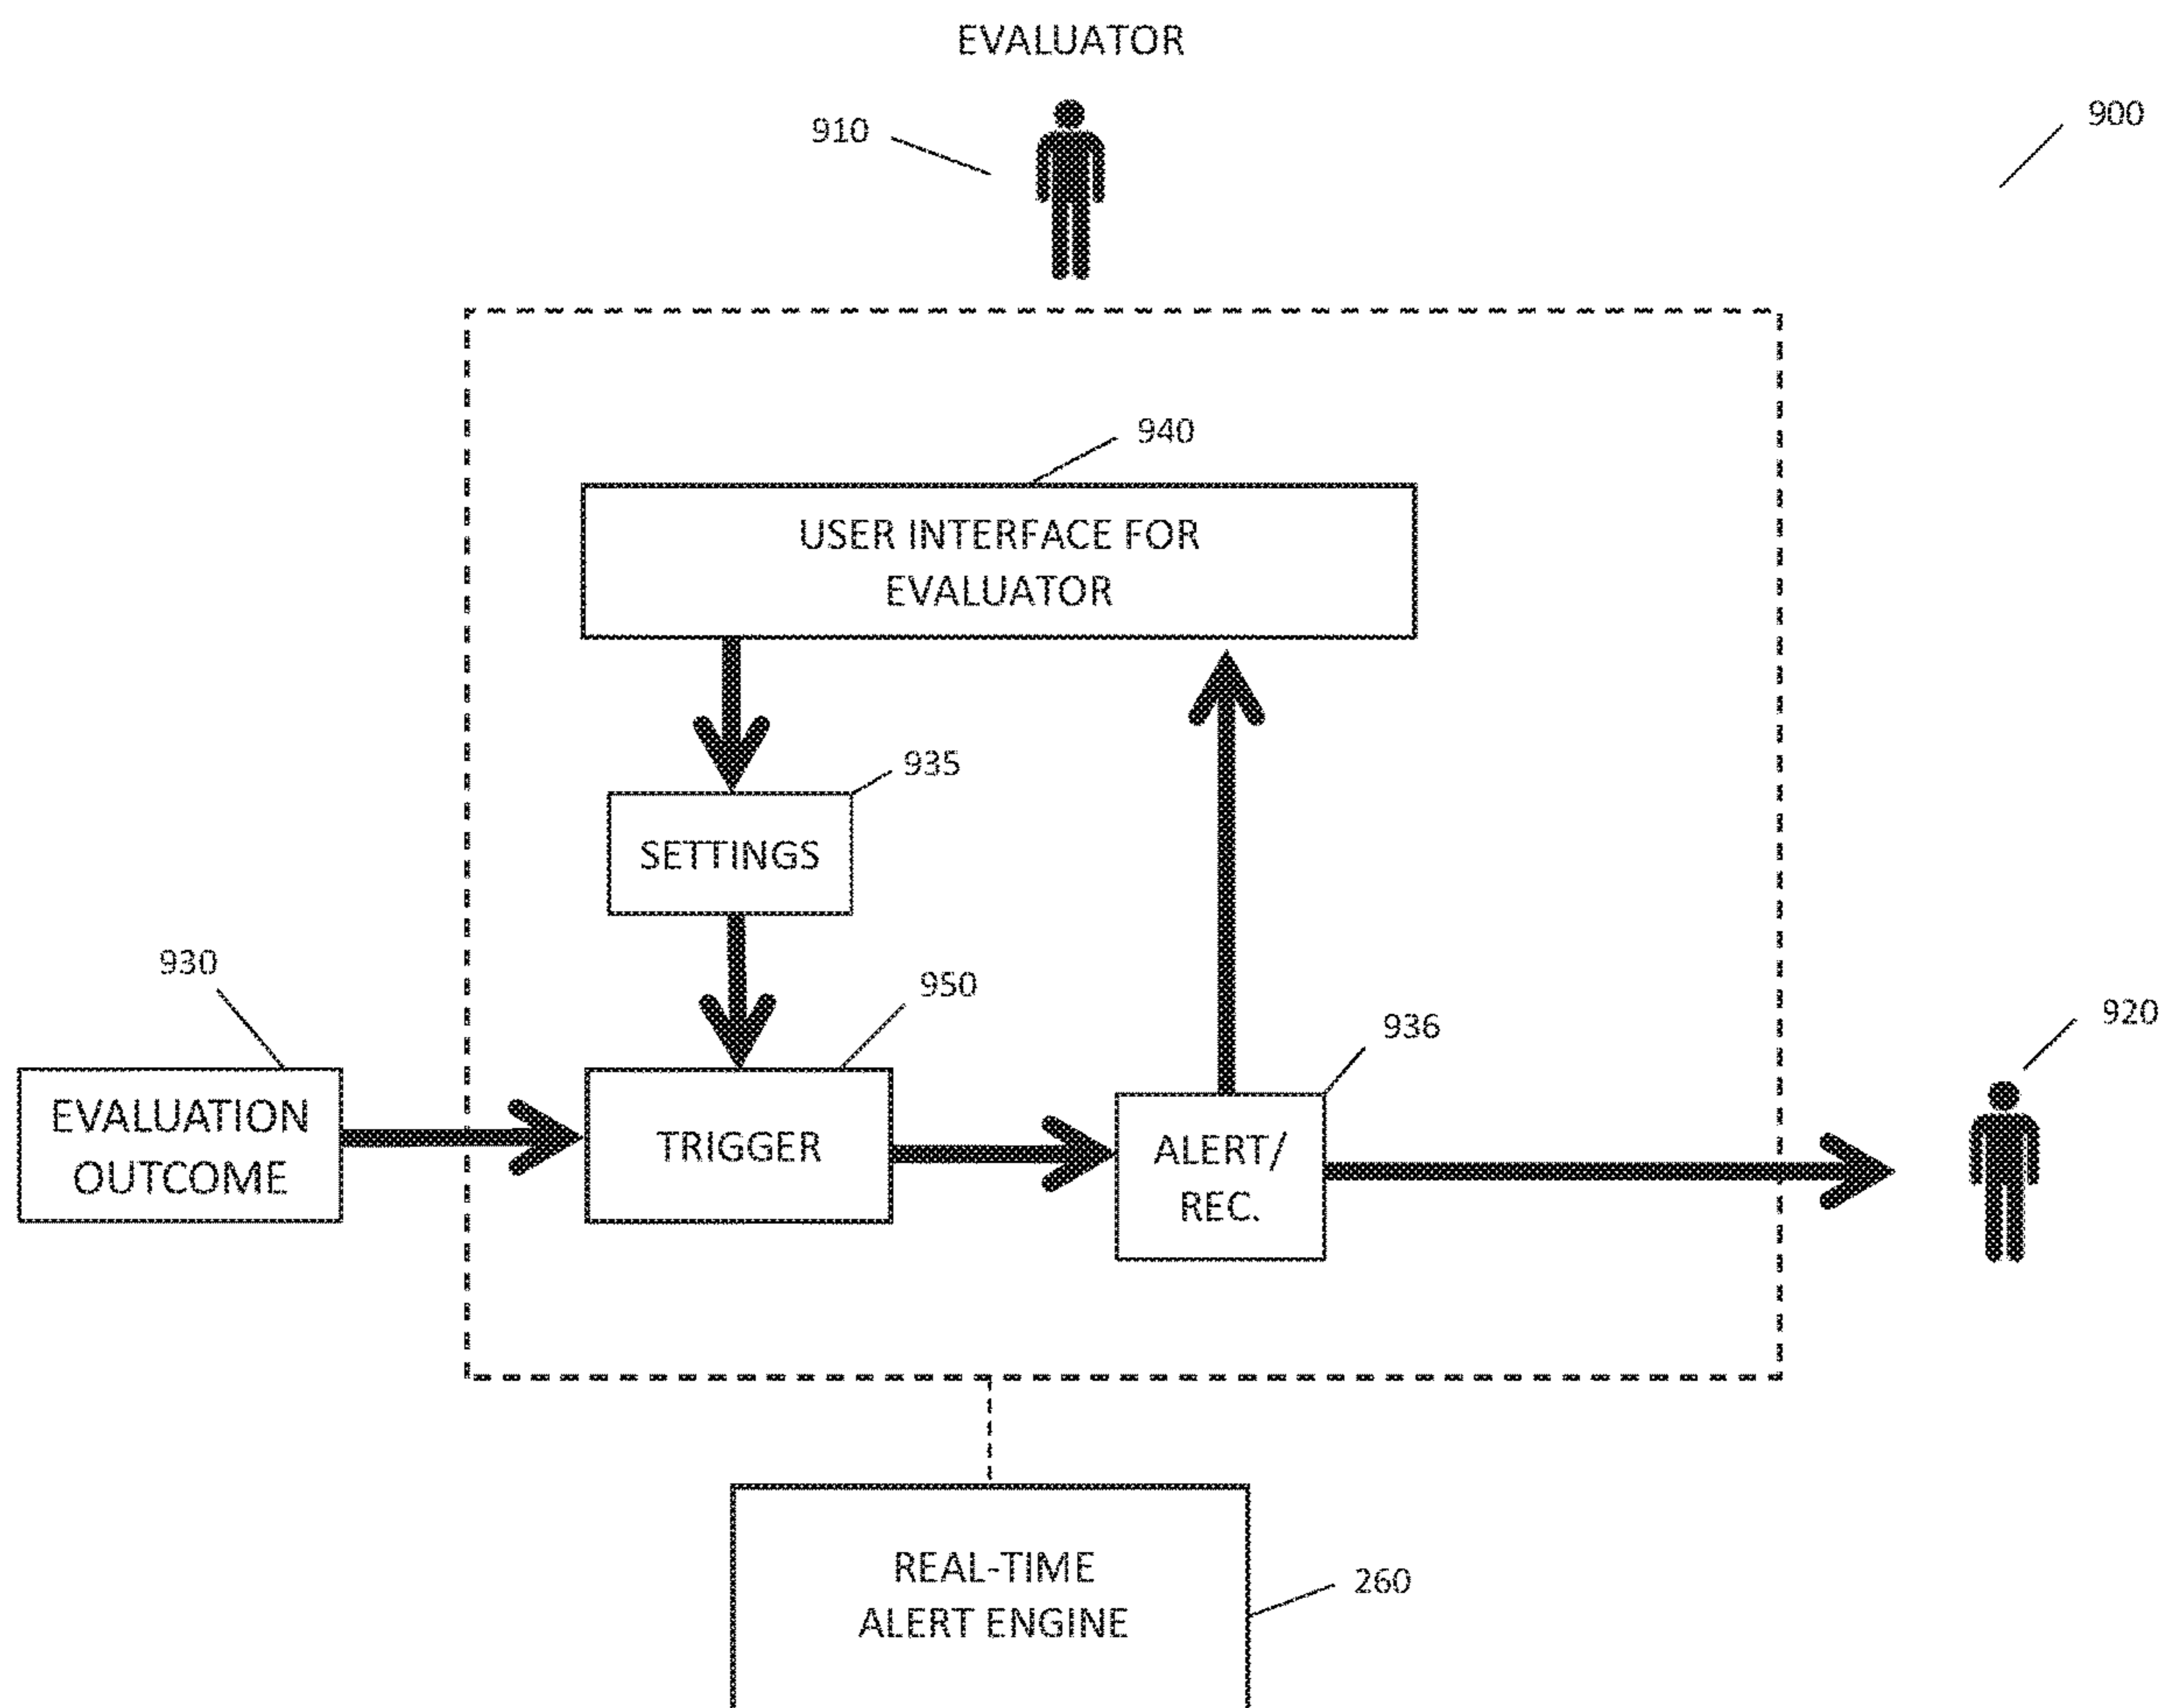 EVALUATOR
900
910
940
USER INTERFACE FOR
EVALUATOR
935
SETTINGS
930
950
936
920
EVALUATION
OUTCOME
TRIGGER
ALERT/
REC.
REAL-TIME
ALERT ENGINE
260